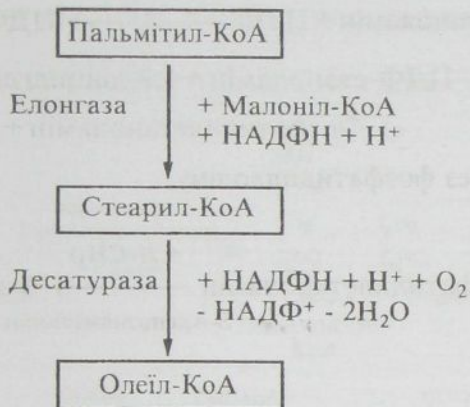 Пальмітил-КоА
Елонгаза
+ Малоніл-КоА
+ НАДФН + Н⁺
Стеарил-КоА
Десатураза
+ НАДФН + Н⁺ + О₂
- НАДФ⁺ - 2Н₂О
Олеїл-КоА